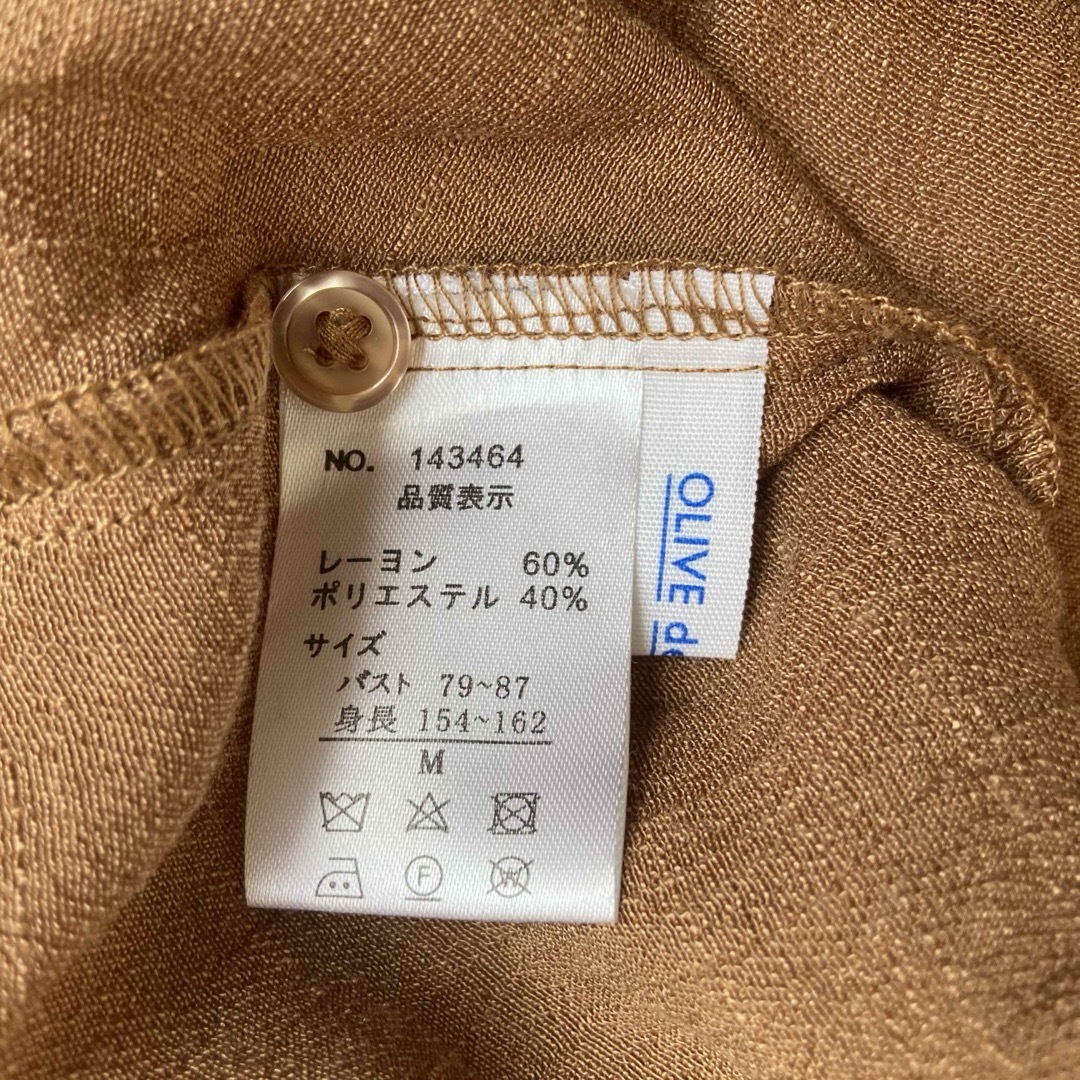 NO. 143464
品質表示
レーヨン 60%
ポリエステル 40%
サイズ
バスト 79~87
身長 154~162
M
F
W
OLIVE de